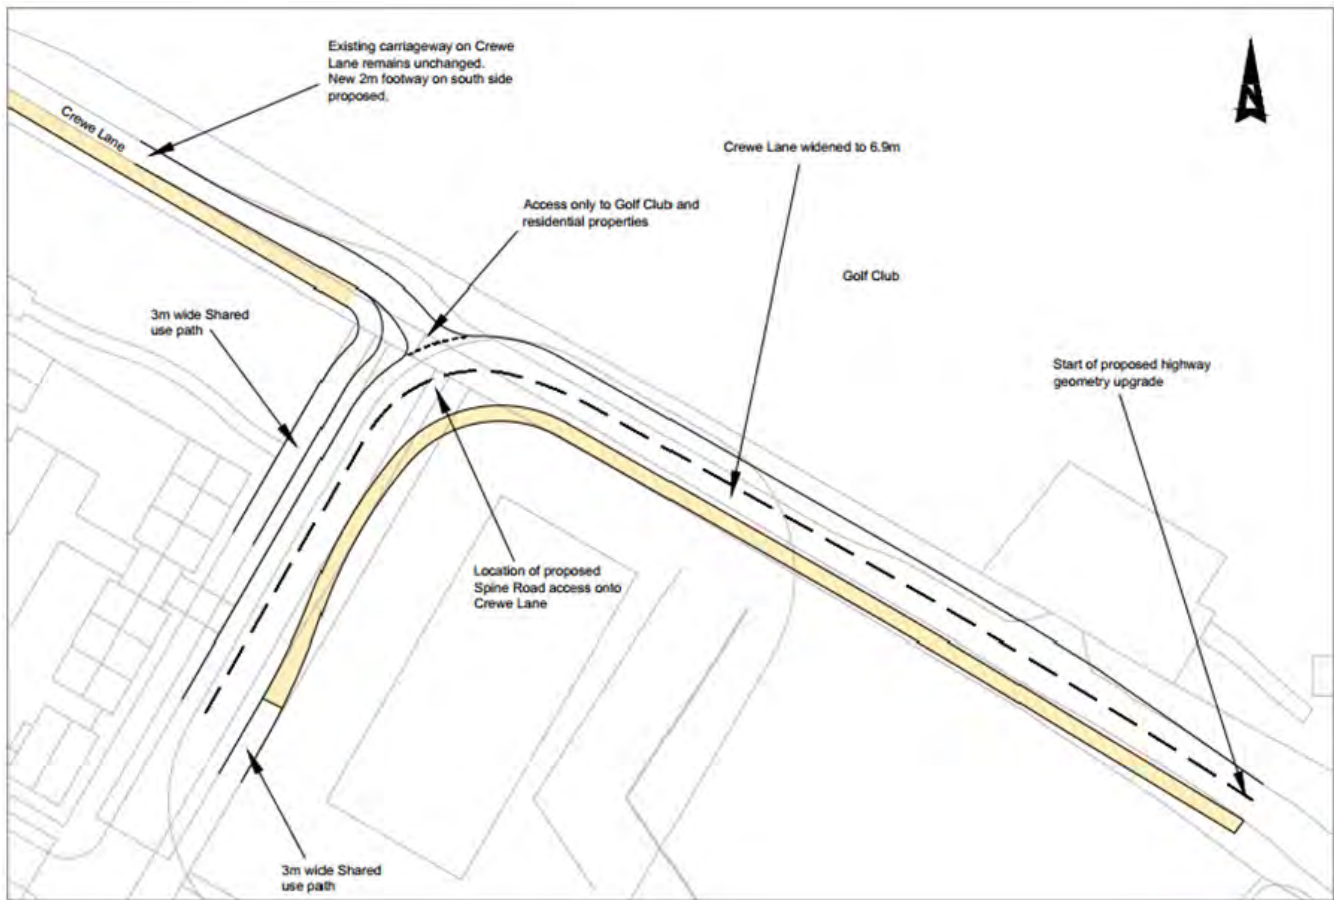 Existing carriageway on Crewe
Lane remains unchanged.
New 2m footway on south side
proposed.
Crewe Lane
N
Crewe Lane widened to 6.9m
Access only to Golf Club and
residential properties
Golf Club
3m wide Shared
use path
Start of proposed highway
geometry upgrade
Location of proposed
Spine Road access onto
Crewe Lane
3m wide Shared
use path